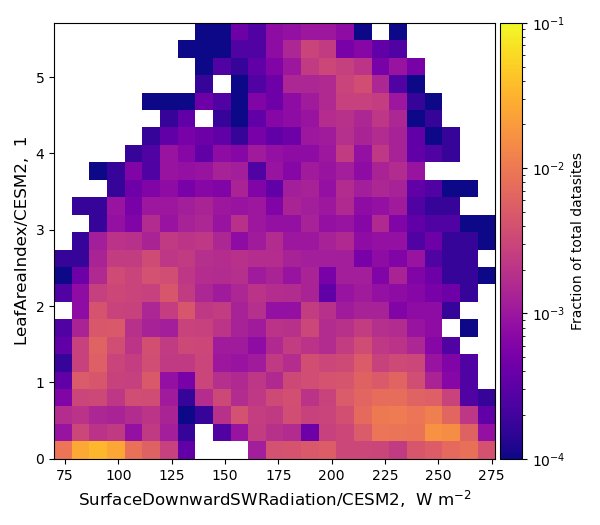 LeafAreaIndex/CESM2,  1
5
4
3
2
1
0
75 100 125 150 175 200 225 250 275
SurfaceDownwardSWRadiation/CESM2,  W m⁻²
10⁻¹
10⁻²
10⁻³
10⁻⁴
Fraction of total datasites